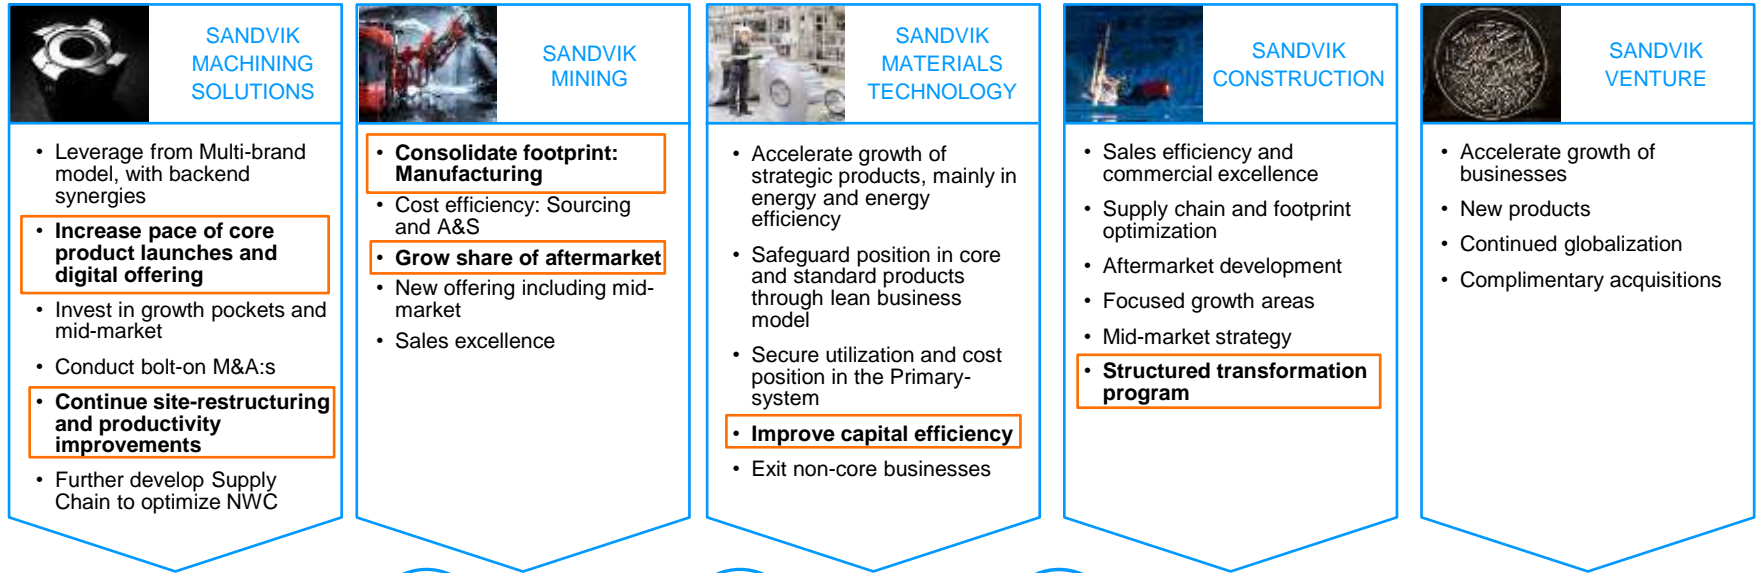 SANDVIK
MACHINING
SOLUTIONS
• Leverage from Multi-brand
model, with backend
synergies
• Increase pace of core
product launches and
digital offering
• Invest in growth pockets and
mid-market
• Conduct bolt-on M&A:s
• Continue site-restructuring
and productivity
improvements
• Further develop Supply
Chain to optimize NWC
SANDVIK
MINING
• Consolidate footprint:
Manufacturing
• Cost efficiency: Sourcing
and A&S
• Grow share of aftermarket
• New offering including mid-
market
• Sales excellence
SANDVIK
MATERIALS
TECHNOLOGY
• Accelerate growth of
strategic products, mainly in
energy and energy
efficiency
• Safeguard position in core
and standard products
through lean business
model
• Secure utilization and cost
position in the Primary-
system
• Improve capital efficiency
• Exit non-core businesses
SANDVIK
CONSTRUCTION
• Sales efficiency and
commercial excellence
• Supply chain and footprint
optimization
• Aftermarket development
• Focused growth areas
• Mid-market strategy
• Structured transformation
program
SANDVIK
VENTURE
• Accelerate growth of
businesses
• New products
• Continued globalization
• Complimentary acquisitions